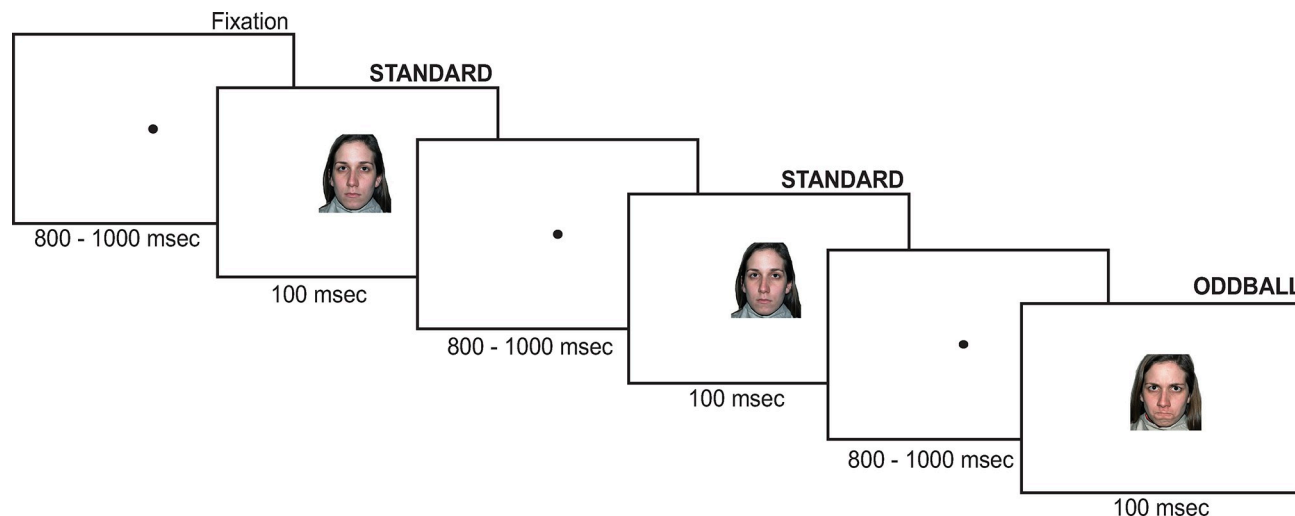 Fixation
800 - 1000 msec
STANDARD
100 msec
800 - 1000 msec
STANDARD
100 msec
800 - 1000 msec
ODDBALL
100 msec